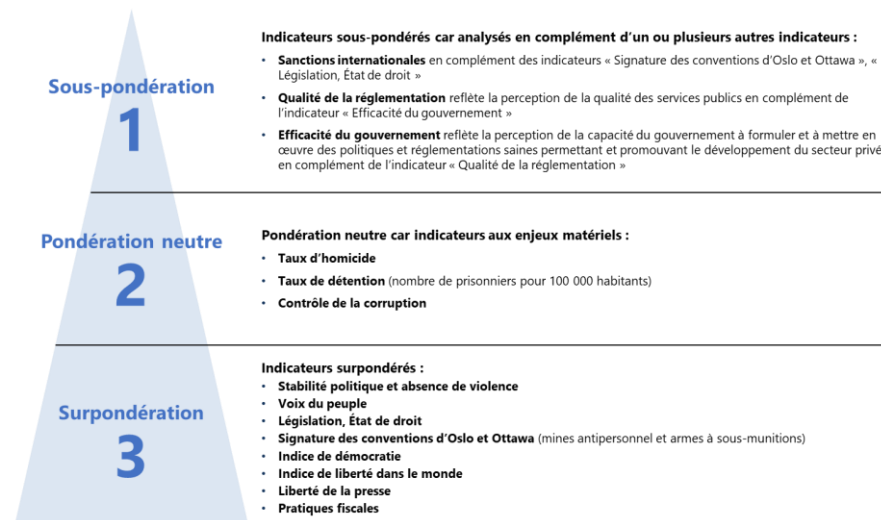 Indicateurs sous-pondérés car analysés en complément d'un ou plusieurs autres indicateurs :
• Sanctions internationales en complément des indicateurs « Signature des conventions d'Oslo et Ottawa », «
Législation, État de droit »
Sous-pondération
1
• Qualité de la réglementation reflète la perception de la qualité des services publics en complément de
l'indicateur « Efficacité du gouvernement »
• Efficacité du gouvernement reflète la perception de la capacité du gouvernement à formuler et à mettre en
œuvre des politiques et réglementations saines permettant et promouvant le développement du secteur privé
en complément de l'indicateur « Qualité de la réglementation »
Pondération neutre
2
Pondération neutre car indicateurs aux enjeux matériels :
• Taux d'homicide
• Taux de détention (nombre de prisonniers pour 100 000 habitants)
• Contrôle de la corruption
Surpondération
3
Indicateurs surpondérés :
• Stabilité politique et absence de violence
• Voix du peuple
• Législation, État de droit
• Signature des conventions d'Oslo et Ottawa (mines antipersonnel et armes à sous-munitions)
• Indice de démocratie
• Indice de liberté dans le monde
• Liberté de la presse
• Pratiques fiscales